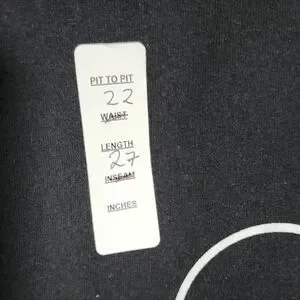 PIT TO PIT
22
WAIST
LENGTH
27
INSEAM
INCHES